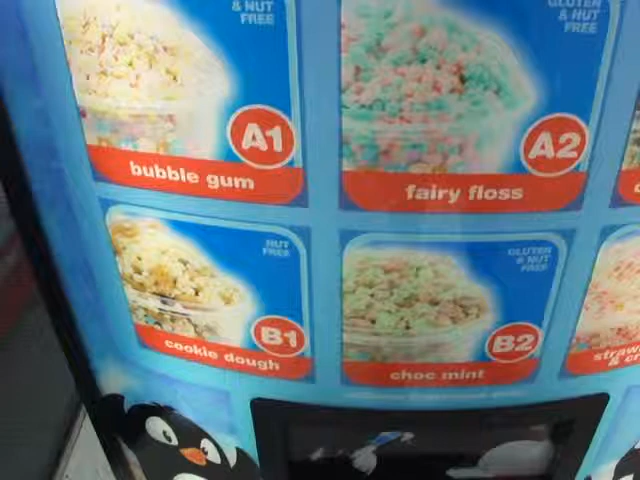 & NUT
FREE
A1
bubble gum
GLUTEN
& NUT
FREE
A2
fairy floss
NUT
FREE
B1
cookie dough
GLUTEN
& NUT
FREE
B2
choc mint
& cr